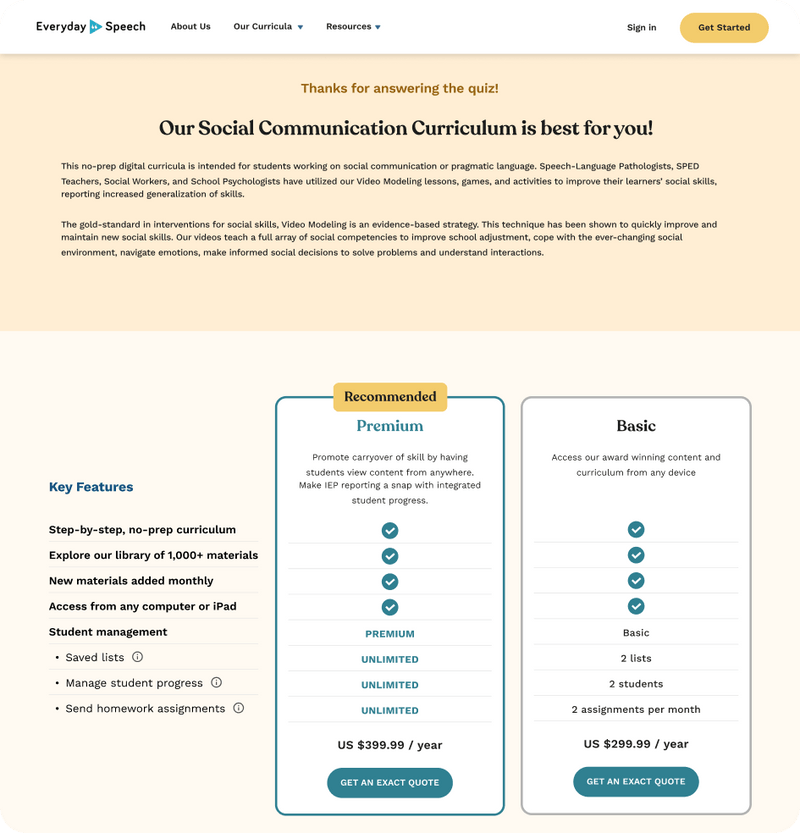 Everyday Speech
About Us
Our Curricula
Resources
Sign in
Get Started
Thanks for answering the quiz!
Our Social Communication Curriculum is best for you!
This no-prep digital curricula is intended for students working on social communication or pragmatic language. Speech-Language Pathologists, SPED
Teachers, Social Workers, and School Psychologists have utilized our Video Modeling lessons, games, and activities to improve their learners' social skills,
reporting increased generalization of skills.
The gold-standard in interventions for social skills, Video Modeling is an evidence-based strategy. This technique has been shown to quickly improve and
maintain new social skills. Our videos teach a full array of social competencies to improve school adjustment, cope with the ever-changing social
environment, navigate emotions, make informed social decisions to solve problems and understand interactions.
Key Features
Step-by-step, no-prep curriculum
Explore our library of 1,000+ materials
New materials added monthly
Access from any computer or iPad
Student management
• Saved lists
• Manage student progress
• Send homework assignments
Recommended
Premium
Promote carryover of skill by having
students view content from anywhere.
Make IEP reporting a snap with integrated
student progress.
PREMIUM
UNLIMITED
UNLIMITED
UNLIMITED
US $399.99 / year
GET AN EXACT QUOTE
Basic
Access our award winning content and
curriculum from any device
Basic
2 lists
2 students
2 assignments per month
US $299.99 / year
GET AN EXACT QUOTE